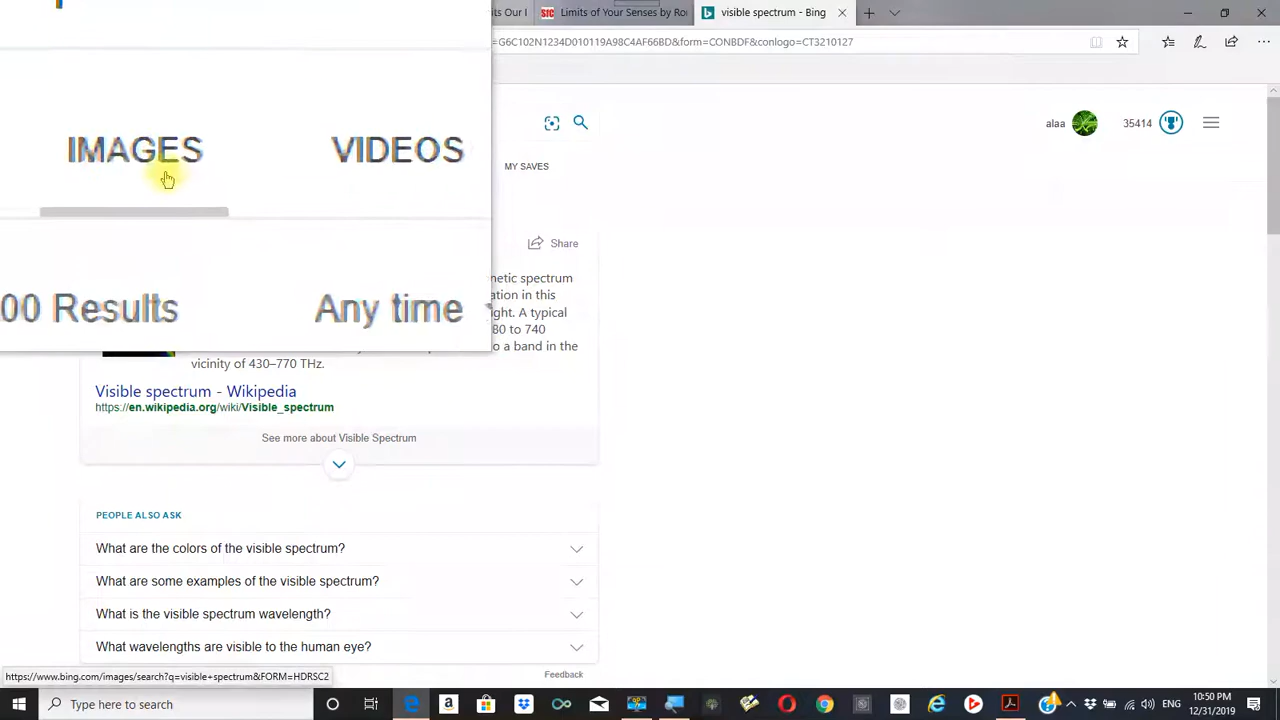 its Our I
Limits of Your Senses by Ro
visible spectrum - Bing
=G6C102N1234D010119A98C4AF66BD&form=CONBDF&conlogo=CT3210127
IMAGES VIDEOS
alaa 35414
MY SAVES
00 Results Any time
Share
netic spectrum
ation in this
ight. A typical
80 to 740
o a band in the
vicinity of 430–770 THz.
Visible spectrum - Wikipedia
https://en.wikipedia.org/wiki/Visible_spectrum
See more about Visible Spectrum
PEOPLE ALSO ASK
What are the colors of the visible spectrum?
What are some examples of the visible spectrum?
What is the visible spectrum wavelength?
What wavelengths are visible to the human eye?
Feedback
https://www.bing.com/images/search?q=visible+spectrum&FORM=HDRSC2
Type here to search
ENG
10:50 PM
12/31/2019